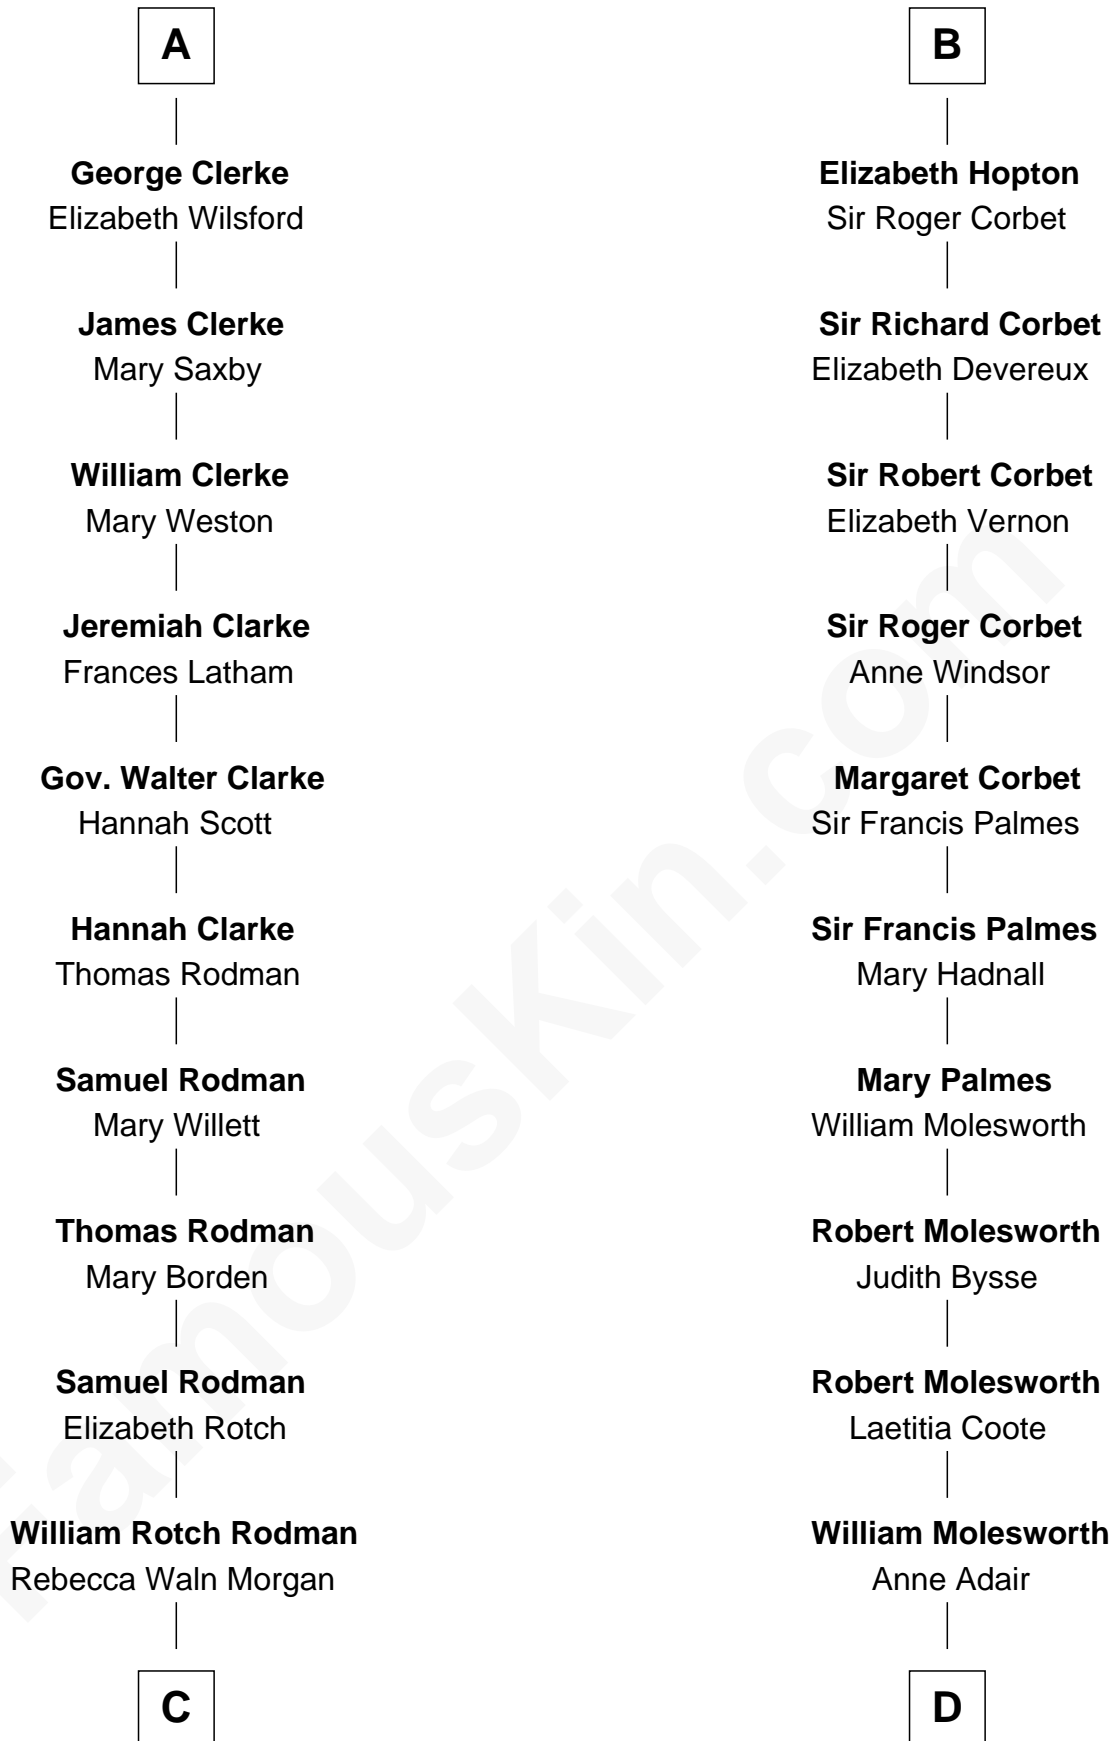 A
George Clerke
Elizabeth Wilsford
James Clerke
Mary Saxby
William Clerke
Mary Weston
Jeremiah Clarke
Frances Latham
Gov. Walter Clarke
Hannah Scott
Hannah Clarke
Thomas Rodman
Samuel Rodman
Mary Willett
Thomas Rodman
Mary Borden
Samuel Rodman
Elizabeth Rotch
William Rotch Rodman
Rebecca Waln Morgan
C
B
Elizabeth Hopton
Sir Roger Corbet
Sir Richard Corbet
Elizabeth Devereux
Sir Robert Corbet
Elizabeth Vernon
Sir Roger Corbet
Anne Windsor
Margaret Corbet
Sir Francis Palmes
Sir Francis Palmes
Mary Hadnall
Mary Palmes
William Molesworth
Robert Molesworth
Judith Bysse
Robert Molesworth
Laetitia Coote
William Molesworth
Anne Adair
D
FamousKin.com